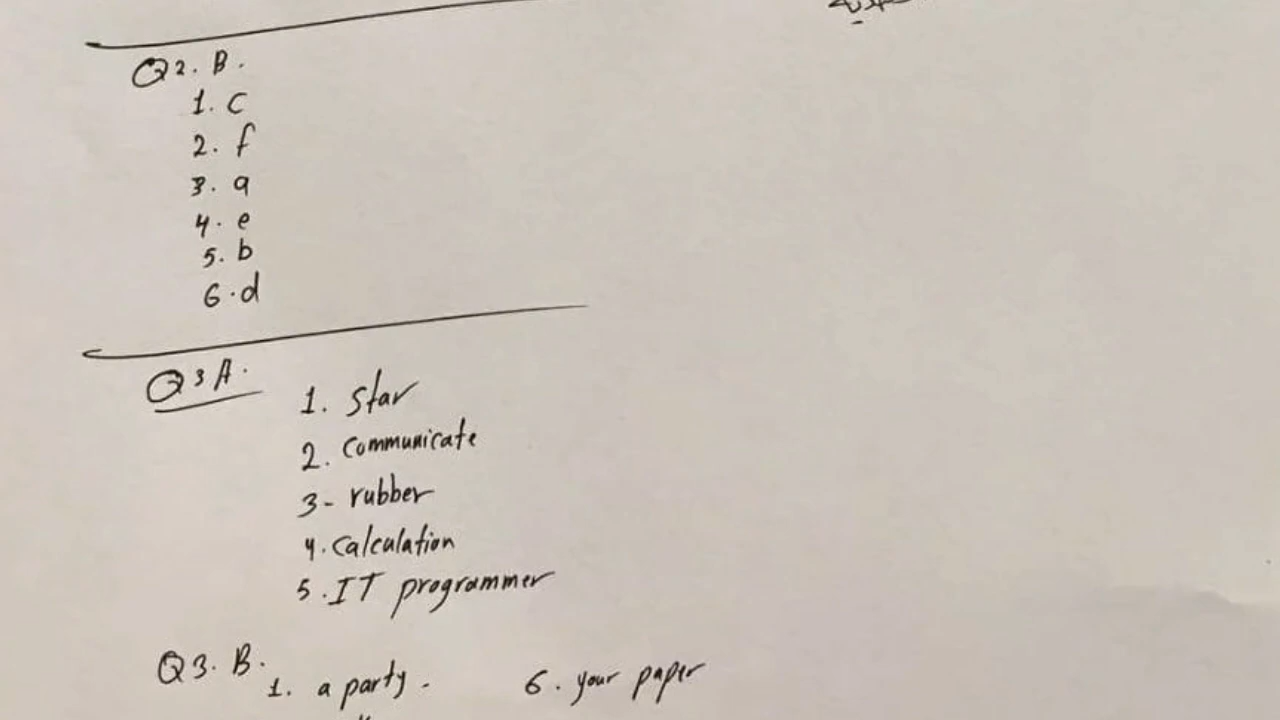 Q2. B.
1. c
2. f
3. a
4. e
5. b
6. d
Q3 A.
1. star
2. communicate
3- rubber
4. calculation
5. IT programmer
Q3. B.
1. a party. 6. your paper